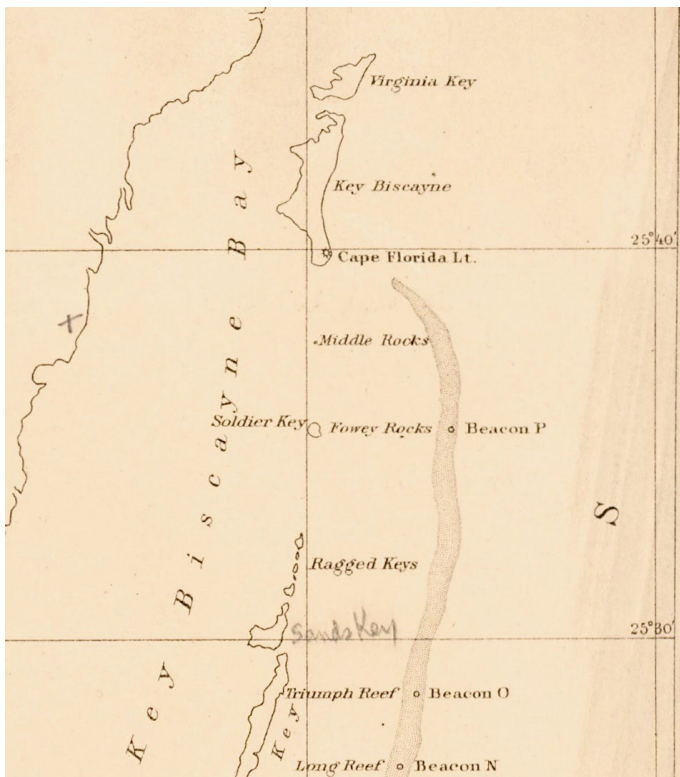 Virginia Key
Key Biscayne
25°40'
Cape Florida Lt.
Middle Rocks
Soldier Key
Fowey Rocks
Beacon P
Biscayne Bay
S
Ragged Keys
Sands Key
25°30'
Key
Triumph Reef
Beacon O
Key
Long Reef
Beacon N